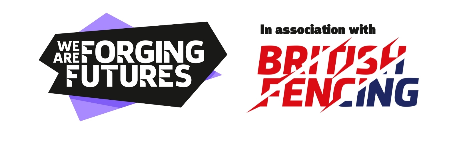 WE ARE FORGING
FUTURES
In association with
BRITISH
FENCING